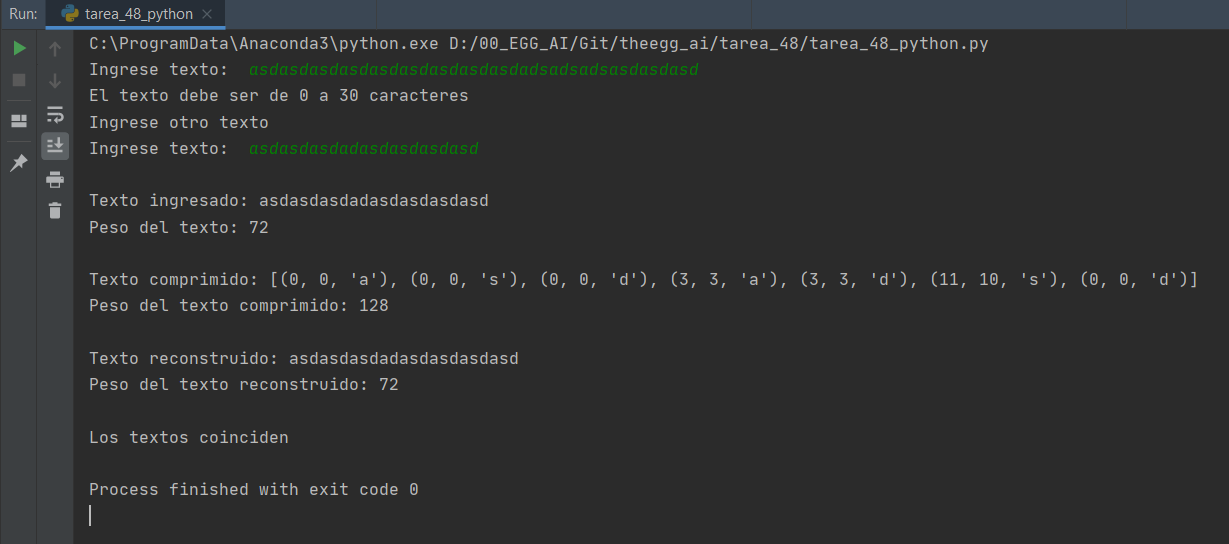 Run: tarea_48_python
C:\ProgramData\Anaconda3\python.exe D:/00_EGG_AI/Git/theegg_ai/tarea_48/tarea_48_python.py
Ingrese texto: asdasdasdasdasdasdasdasdasdadsadsadsasdasdasd
El texto debe ser de 0 a 30 caracteres
Ingrese otro texto
Ingrese texto: asdasdasdadasdasdasdasd
Texto ingresado: asdasdasdadasdasdasdasd
Peso del texto: 72
Texto comprimido: [(0, 0, 'a'), (0, 0, 's'), (0, 0, 'd'), (3, 3, 'a'), (3, 3, 'd'), (11, 10, 's'), (0, 0, 'd')]
Peso del texto comprimido: 128
Texto reconstruido: asdasdasdadasdasdasdasd
Peso del texto reconstruido: 72
Los textos coinciden
Process finished with exit code 0